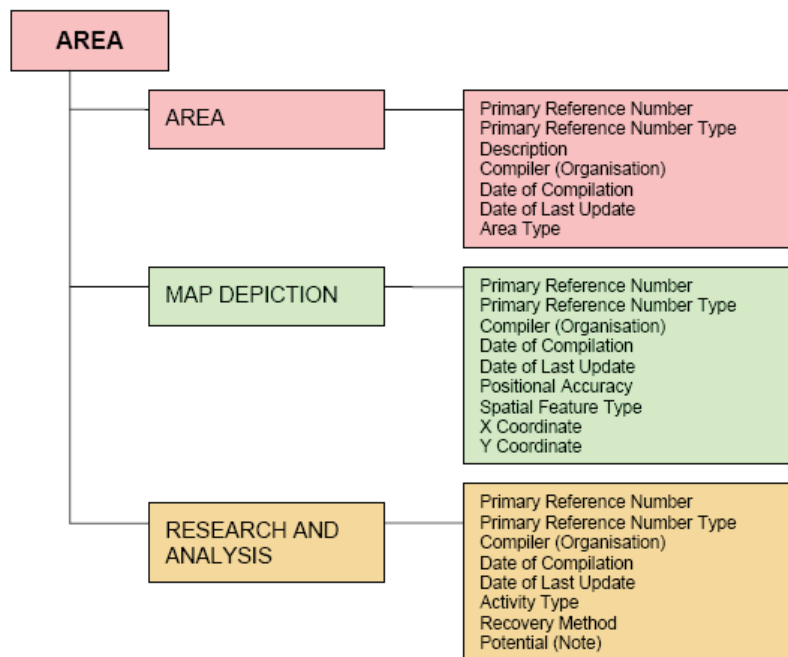 AREA
AREA
Primary Reference Number
Primary Reference Number Type
Description
Compiler (Organisation)
Date of Compilation
Date of Last Update
Area Type
MAP DEPICTION
Primary Reference Number
Primary Reference Number Type
Compiler (Organisation)
Date of Compilation
Date of Last Update
Positional Accuracy
Spatial Feature Type
X Coordinate
Y Coordinate
RESEARCH AND
ANALYSIS
Primary Reference Number
Primary Reference Number Type
Compiler (Organisation)
Date of Compilation
Date of Last Update
Activity Type
Recovery Method
Potential (Note)